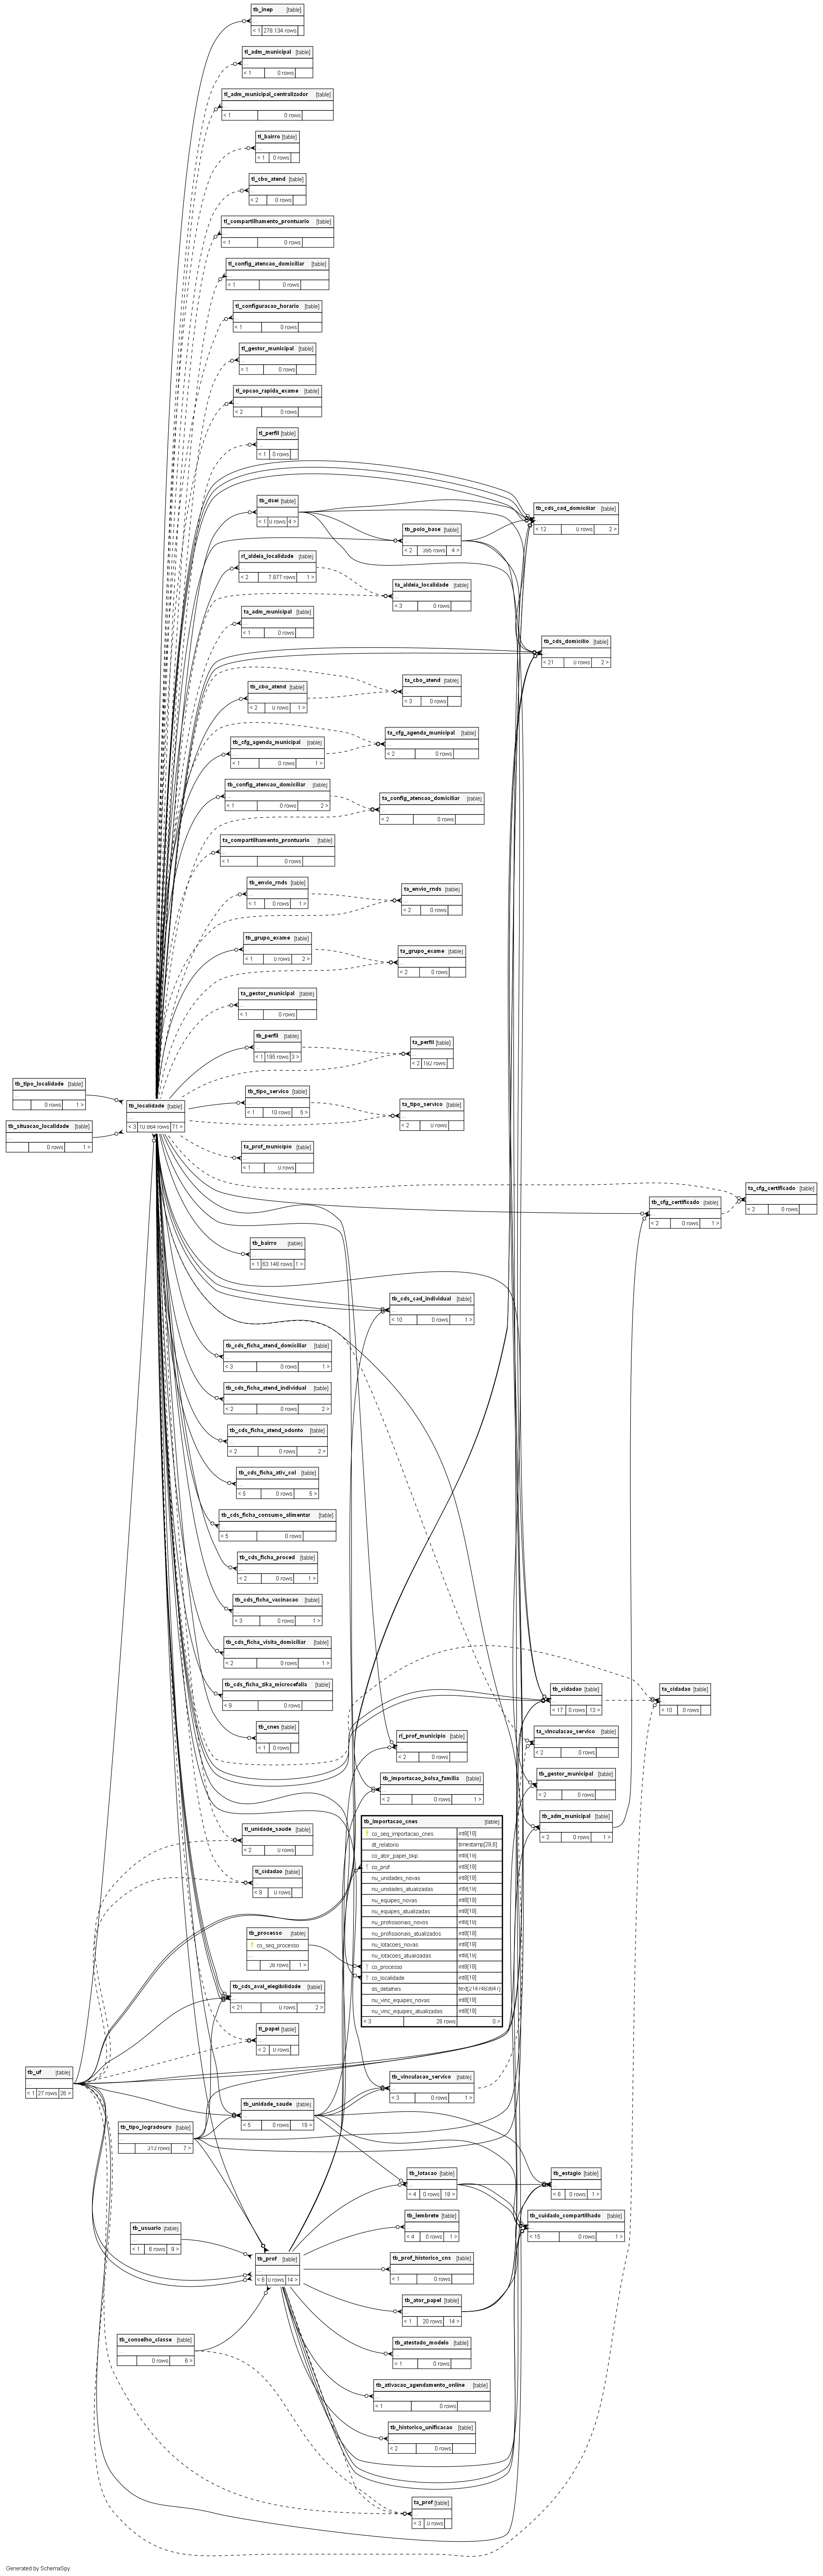 tb_inep [table]
...
< 1 278.134 rows
tl_adm_municipal [table]
...
< 1 0 rows
tl_adm_municipal_centralizador [table]
...
< 1 0 rows
tl_bairro [table]
...
< 1 0 rows
tl_cbo_atend [table]
...
< 2 0 rows
tl_compartilhamento_prontuario [table]
...
< 1 0 rows
tl_config_atencao_domiciliar [table]
...
< 1 0 rows
tl_configuracao_horario [table]
...
< 1 0 rows
tl_gestor_municipal [table]
...
< 1 0 rows
tl_opcao_rapida_exame [table]
...
< 2 0 rows
tl_perfil [table]
...
< 1 0 rows
tb_dsei [table]
...
< 1 0 rows 4 >
tb_cds_cad_domiciliar [table]
...
< 12 0 rows 2 >
tb_polo_base [table]
...
< 2 395 rows 4 >
rl_aldeia_localidade [table]
...
< 2 7.877 rows 1 >
ta_aldeia_localidade [table]
...
< 3 0 rows
ta_adm_municipal [table]
...
< 1 0 rows
tb_cds_domicilio [table]
...
< 21 0 rows 2 >
tb_cbo_atend [table]
...
< 2 0 rows 1 >
ta_cbo_atend [table]
...
< 3 0 rows
tb_cfg_agenda_municipal [table]
...
< 1 0 rows 1 >
ta_cfg_agenda_municipal [table]
...
< 2 0 rows
tb_config_atencao_domiciliar [table]
...
< 1 0 rows 2 >
ta_config_atencao_domiciliar [table]
...
< 2 0 rows
ta_compartilhamento_prontuario [table]
...
< 1 0 rows
tb_envio_rnds [table]
...
< 1 0 rows 1 >
ta_envio_rnds [table]
...
< 2 0 rows
tb_grupo_exame [table]
...
< 1 0 rows 2 >
ta_grupo_exame [table]
...
< 2 0 rows
ta_gestor_municipal [table]
...
< 1 0 rows
tb_perfil [table]
...
< 1 195 rows 3 >
ta_perfil [table]
...
< 2 192 rows
tb_tipo_localidade [table]
...
0 rows 1 >
tb_tipo_servico [table]
...
< 1 10 rows 5 >
ta_tipo_servico [table]
...
< 2 0 rows
tb_localidade [table]
...
< 3 10.864 rows 71 >
tb_situacao_localidade [table]
...
0 rows 1 >
ta_prof_municipio [table]
...
< 1 0 rows
ta_cfg_certificado [table]
...
< 2 0 rows
tb_cfg_certificado [table]
...
< 2 0 rows 1 >
tb_bairro [table]
...
< 1 63.148 rows 1 >
tb_cds_cad_individual [table]
...
< 10 0 rows 1 >
tb_cds_ficha_atend_domiciliar [table]
...
< 3 0 rows 1 >
tb_cds_ficha_atend_individual [table]
...
< 2 0 rows 2 >
tb_cds_ficha_atend_odonto [table]
...
< 2 0 rows 2 >
tb_cds_ficha_ativ_col [table]
...
< 5 0 rows 5 >
tb_cds_ficha_consumo_alimentar [table]
...
< 5 0 rows
tb_cds_ficha_proced [table]
...
< 2 0 rows 1 >
tb_cds_ficha_vacinacao [table]
...
< 3 0 rows 1 >
tb_cds_ficha_visita_domiciliar [table]
...
< 2 0 rows 1 >
tb_cds_ficha_zika_microcefalia [table]
...
< 9 0 rows
tb_cidadao [table]
...
< 17 0 rows 13 >
ta_cidadao [table]
...
< 10 0 rows
tb_cnes [table]
...
< 1 0 rows
rl_prof_municipio [table]
...
< 2 0 rows
ta_vinculacao_servico [table]
...
< 2 0 rows
tb_importacao_bolsa_familia [table]
...
< 2 0 rows 1 >
tb_gestor_municipal [table]
...
< 2 0 rows
tb_adm_municipal [table]
...
< 2 0 rows 1 >
tb_importacao_cnes [table]
co_seq_importacao_cnes int8[19]
dt_relatorio timestamp[29,6]
co_ator_papel_bkp int8[19]
co_prof int8[19]
nu_unidades_novas int8[19]
nu_unidades_atualizadas int8[19]
nu_equipes_novas int8[19]
nu_equipes_atualizadas int8[19]
nu_profissionais_novos int8[19]
nu_profissionais_atualizados int8[19]
nu_lotacoes_novas int8[19]
nu_lotacoes_atualizadas int8[19]
co_processo int8[19]
co_localidade int8[19]
ds_detalhes text[2147483647]
nu_vinc_equipes_novas int8[19]
nu_vinc_equipes_atualizadas int8[19]
< 3 28 rows 0 >
tl_unidade_saude [table]
...
< 2 0 rows
tl_cidadao [table]
...
< 9 0 rows
tb_processo [table]
co_seq_processo
...
28 rows 1 >
tb_cds_aval_elegibilidade [table]
...
< 21 0 rows 2 >
tl_papel [table]
...
< 2 0 rows
tb_uf [table]
...
< 1 27 rows 26 >
tb_vinculacao_servico [table]
...
< 3 0 rows 1 >
tb_unidade_saude [table]
...
< 5 0 rows 19 >
tb_tipo_logradouro [table]
...
313 rows 7 >
tb_lotacao [table]
...
< 4 0 rows 18 >
tb_estagio [table]
...
< 6 0 rows 1 >
tb_lembrete [table]
...
< 4 0 rows 1 >
tb_cuidado_compartilhado [table]
...
< 15 0 rows 1 >
tb_usuario [table]
...
< 1 6 rows 9 >
tb_prof [table]
...
< 6 0 rows 14 >
tb_prof_historico_cns [table]
...
< 1 0 rows
tb_ator_papel [table]
...
< 1 20 rows 14 >
tb_conselho_classe [table]
...
0 rows 6 >
tb_atestado_modelo [table]
...
< 1 0 rows
tb_ativacao_agendamento_online [table]
...
< 1 0 rows
tb_historico_unificacao [table]
...
< 2 0 rows
ta_prof [table]
...
< 3 0 rows
Generated by SchemaSpy